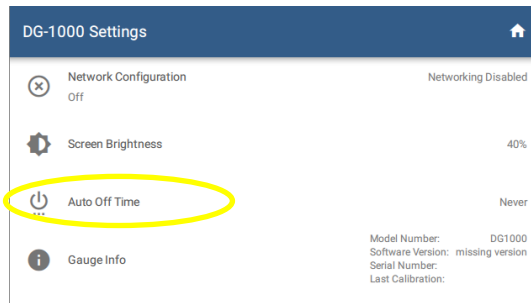 DG-1000 Settings
Network Configuration Networking Disabled
Off
Screen Brightness 40%
Auto Off Time Never
Model Number: DG1000
Software Version: missing version
Gauge Info
Serial Number:
Last Calibration: